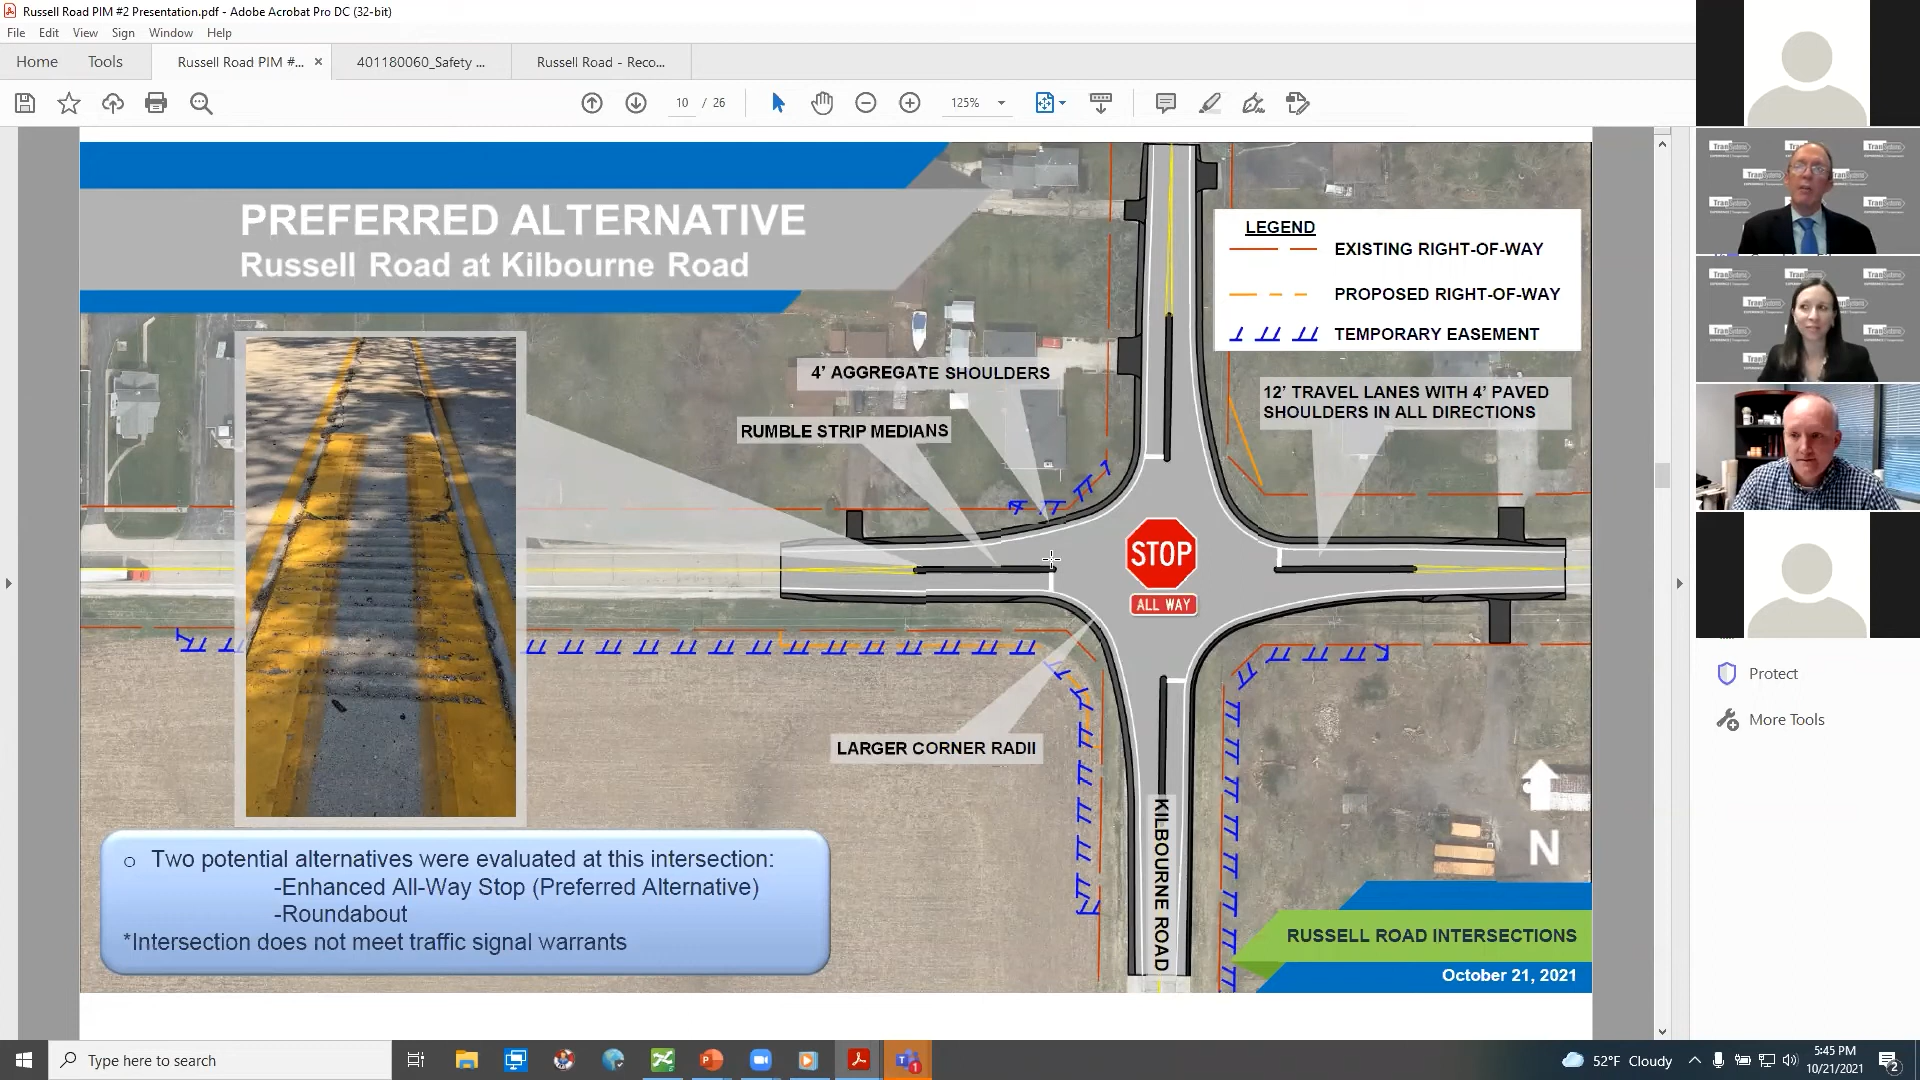 Russell Road PIM #2 Presentation.pdf - Adobe Acrobat Pro DC (32-bit)
File Edit View Sign Window Help
Home Tools Russell Road PIM #... × 401180060_Safety ... Russell Road - Reco...
10 / 26 125%
PREFERRED ALTERNATIVE
Russell Road at Kilbourne Road
LEGEND
EXISTING RIGHT-OF-WAY
PROPOSED RIGHT-OF-WAY
TEMPORARY EASEMENT
4' AGGREGATE SHOULDERS
12' TRAVEL LANES WITH 4' PAVED
SHOULDERS IN ALL DIRECTIONS
RUMBLE STRIP MEDIANS
STOP
ALL WAY
LARGER CORNER RADII
KILBOURNE ROAD
N
o Two potential alternatives were evaluated at this intersection:
-Enhanced All-Way Stop (Preferred Alternative)
-Roundabout
*Intersection does not meet traffic signal warrants
RUSSELL ROAD INTERSECTIONS
October 21, 2021
TranSystems
Protect
More Tools
Type here to search
52°F Cloudy
5:45 PM
10/21/2021
2